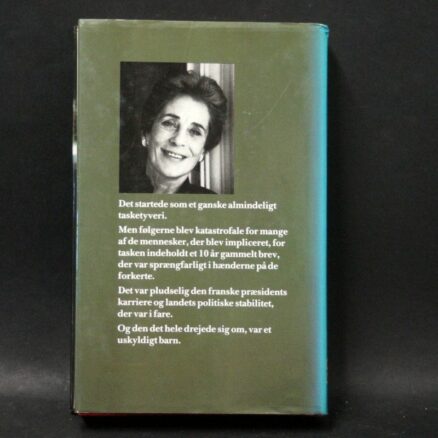 Det startede som et ganske almindeligt
tasketyveri.
Men følgerne blev katastrofale for mange
af de mennesker, der blev impliceret, for
tasken indeholdt et 10 år gammelt brev,
der var sprængfarligt i hænderne på de
forkerte.
Det var pludselig den franske præsidents
karriere og landets politiske stabilitet,
der var i fare.
Og den det hele drejede sig om, var et
uskyldigt barn.